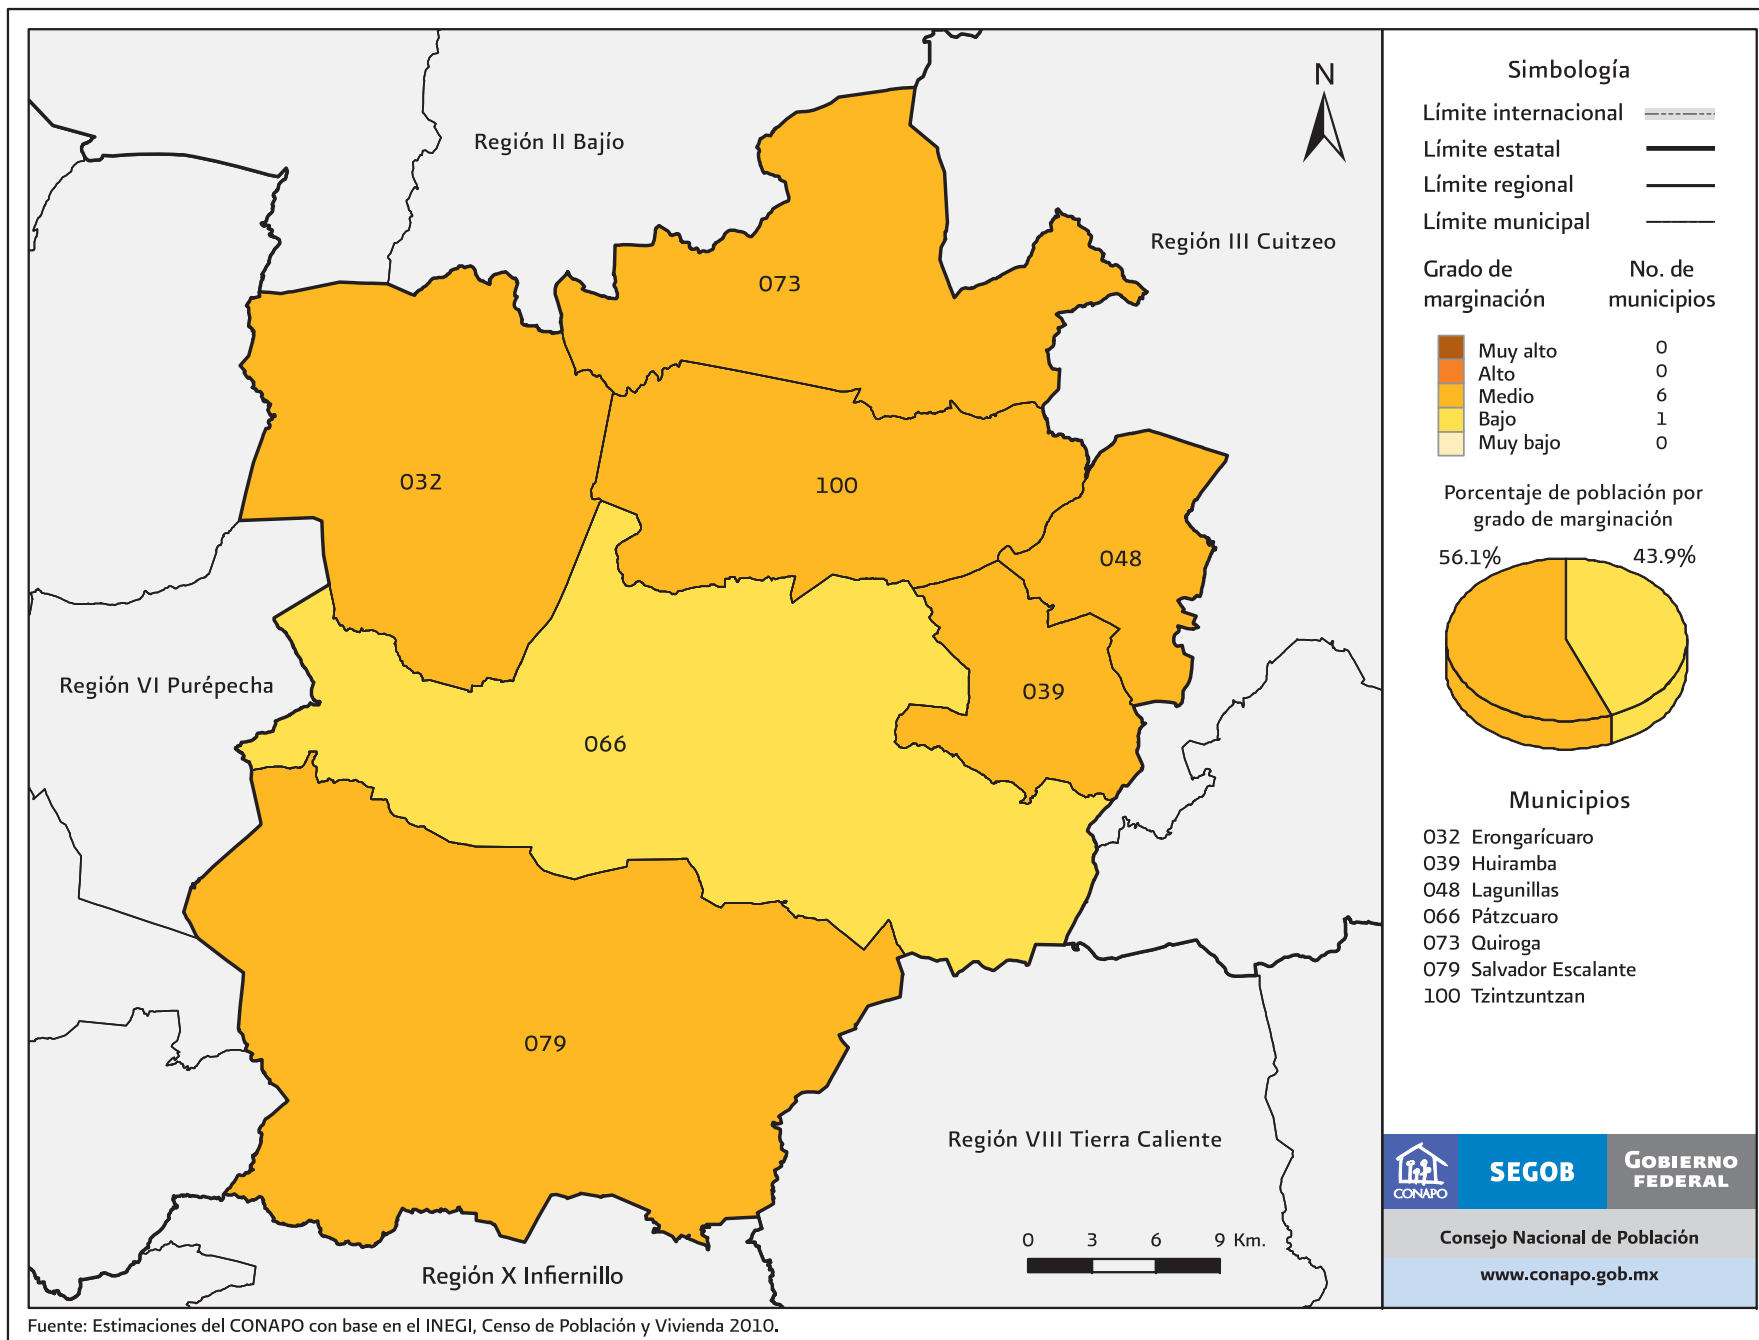 Región II Bajío
N
Región III Cuitzeo
073
032
100
048
Región VI Purépecha
039
066
079
Región VIII Tierra Caliente
0 3 6 9 Km.
Región X Infiernillo
Simbología
Límite internacional
Límite estatal
Límite regional
Límite municipal
Grado de marginación
No. de municipios
Muy alto 0
Alto 0
Medio 6
Bajo 1
Muy bajo 0
Porcentaje de población por
grado de marginación
56.1% 43.9%
Municipios
032 Erongarícuaro
039 Huiramba
048 Lagunillas
066 Pátzcuaro
073 Quiroga
079 Salvador Escalante
100 Tzintzuntzan
CONAPO
SEGOB
GOBIERNO
FEDERAL
Consejo Nacional de Población
www.conapo.gob.mx
Fuente: Estimaciones del CONAPO con base en el INEGI, Censo de Población y Vivienda 2010.